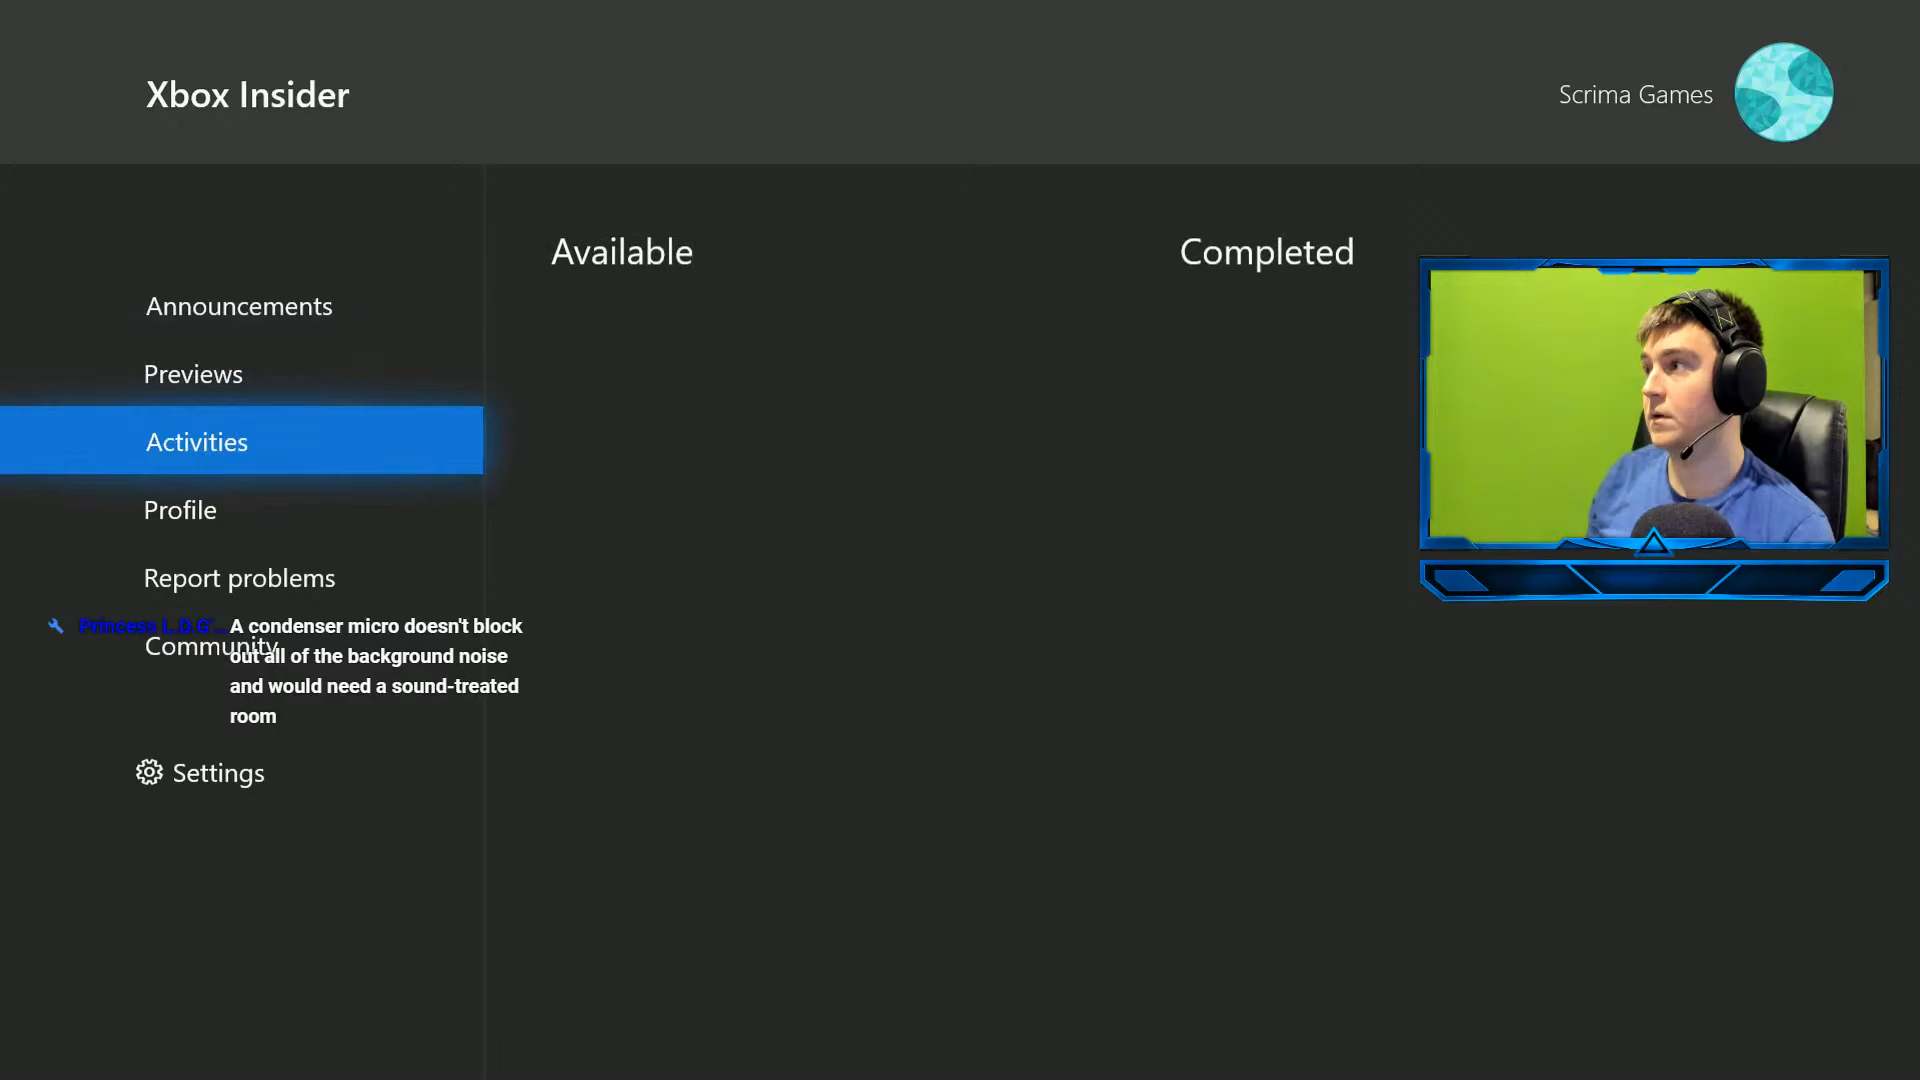 Xbox Insider
Scrima Games
Available
Completed
Announcements
Previews
Activities
Profile
Report problems
Princess L.D.G'... A condenser micro doesn't block
out all of the background noise
and would need a sound-treated
room
Community
Settings